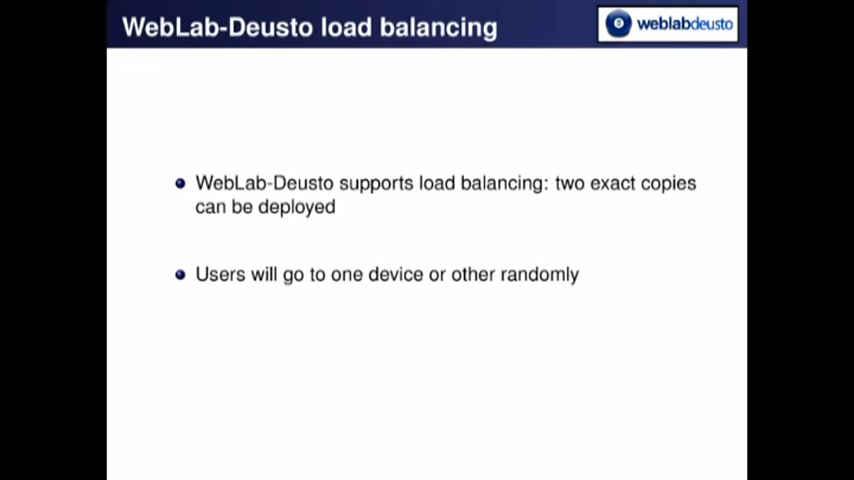 WebLab-Deusto load balancing
weblabdeusto
WebLab-Deusto supports load balancing: two exact copies
can be deployed
Users will go to one device or other randomly